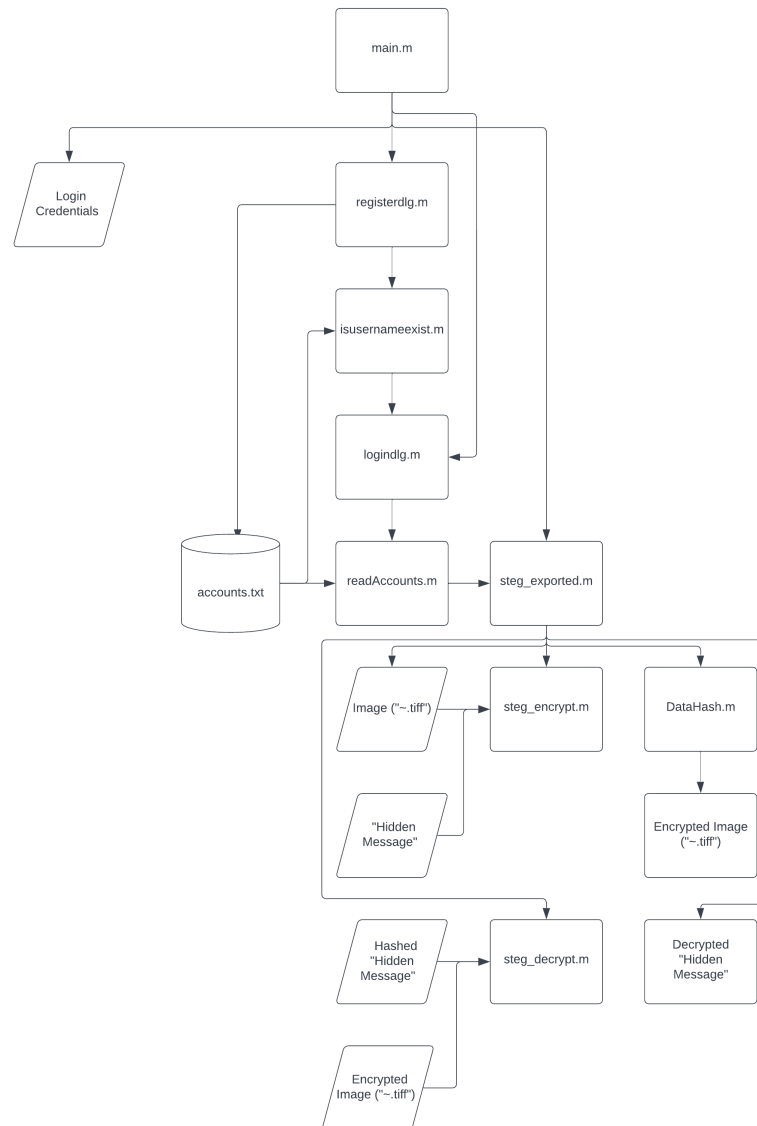 main.m
Login
Credentials
registerdlg.m
isusernameexist.m
logindlg.m
accounts.txt
readAccounts.m
steg_exported.m
Image ("~.tiff")
steg_encrypt.m
DataHash.m
"Hidden
Message"
Encrypted Image
("~.tiff")
Hashed
"Hidden
Message"
steg_decrypt.m
Decrypted
"Hidden
Message"
Encrypted
Image ("~.tiff")